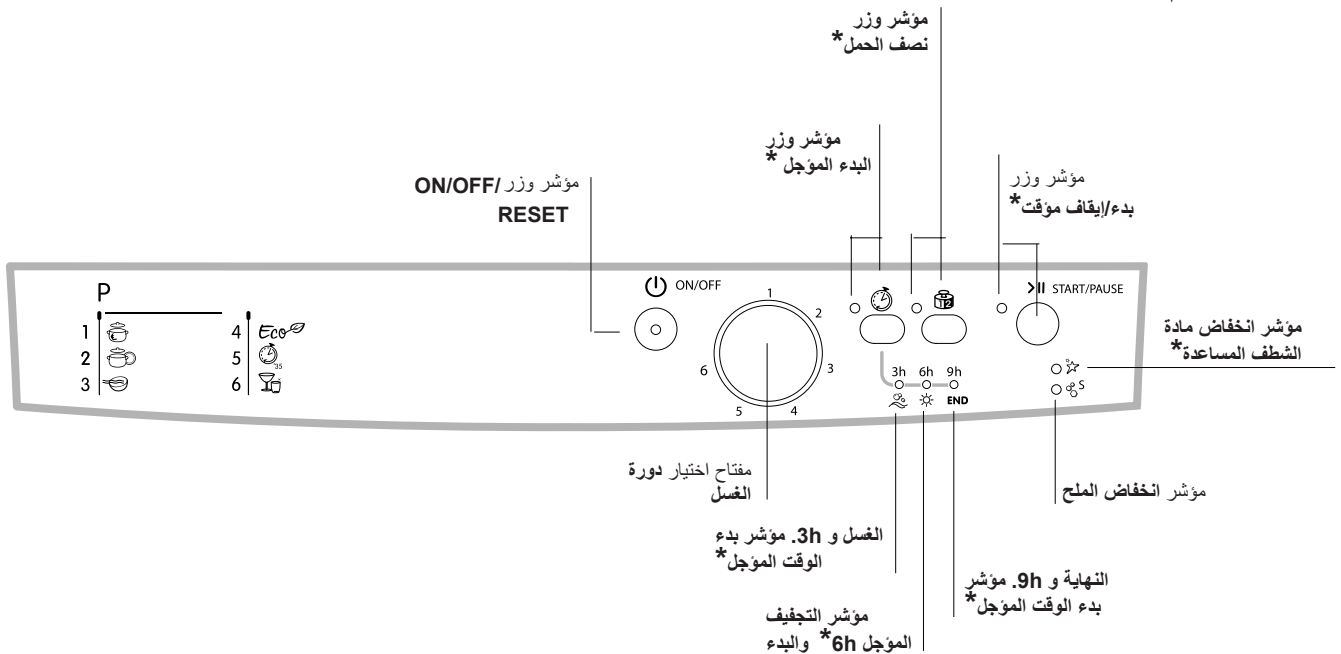 مؤشر وزر
نصف الحمل*
مؤشر وزر
البدء المؤجل *
مؤشر وزر
بدء/إيقاف مؤقت*
مؤشر وزر /ON/OFF
RESET
P
1
2
3
4 Eco
5 35
6
ON/OFF
1
2
3
4
5
6
2
START/PAUSE
3h 6h 9h
END
S
مؤشر انخفاض مادة
الشطف المساعدة*
مفتاح اختيار دورة
الغسل
مؤشر انخفاض الملح
الغسل و 3h. مؤشر بدء
الوقت المؤجل*
النهاية و 9h. مؤشر
بدء الوقت المؤجل*
مؤشر التجفيف
المؤجل 6h* والبدء